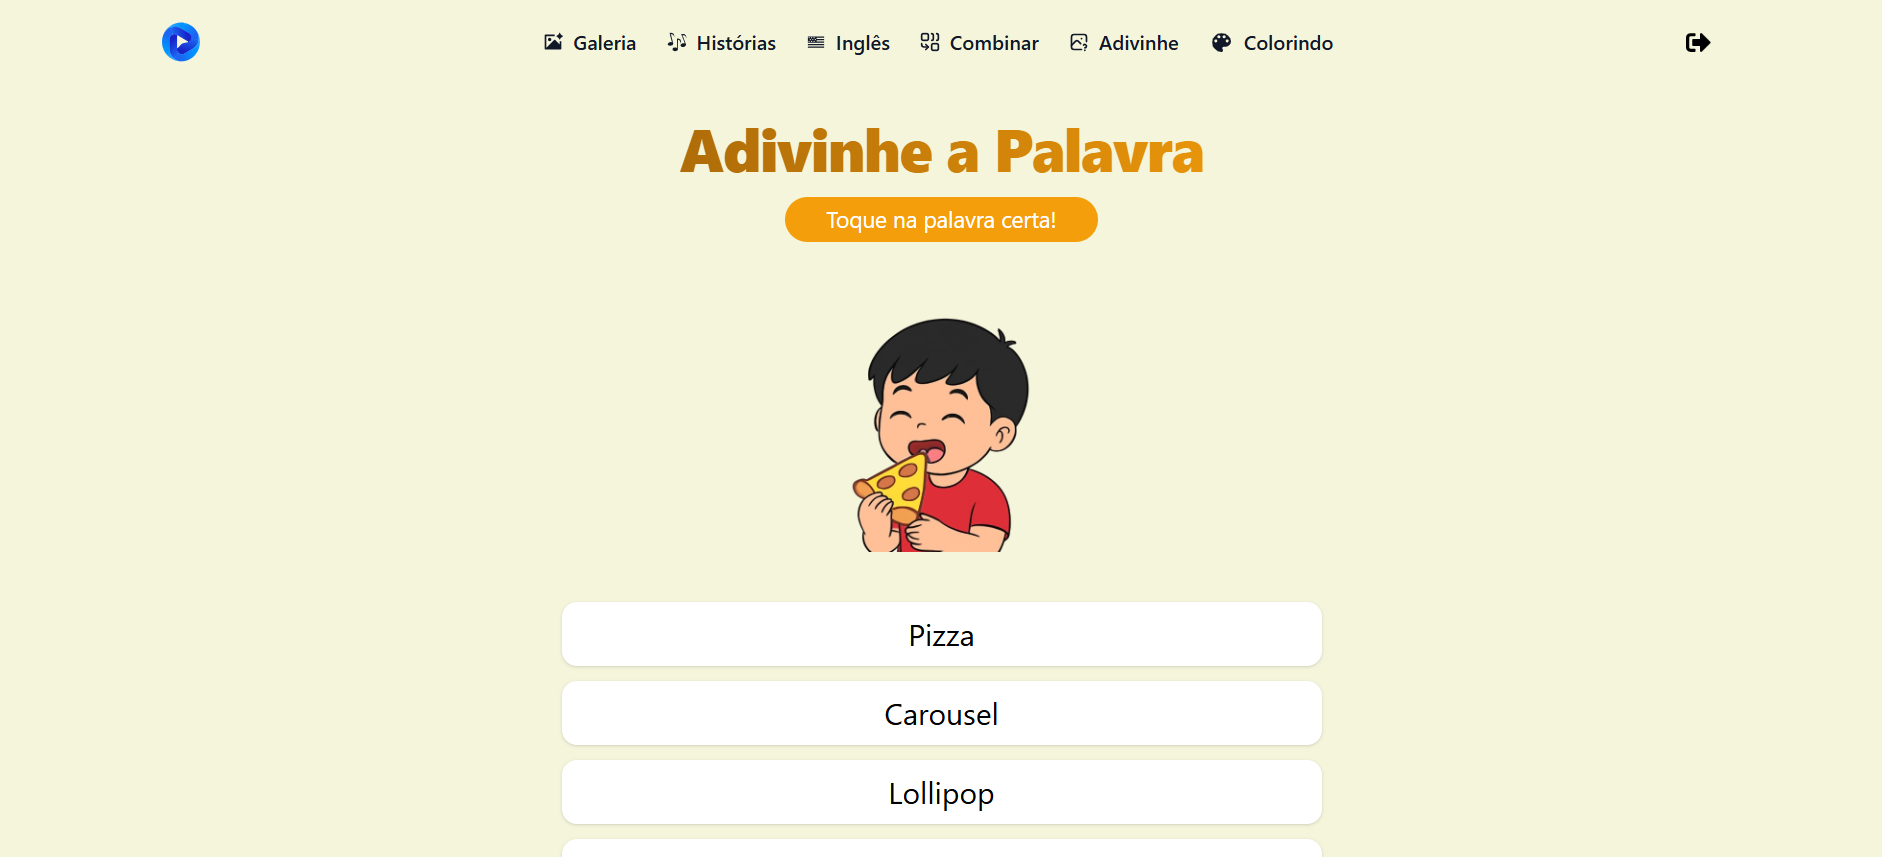 Galeria Histórias Inglês Combinar Adivinhe Colorindo
Adivinhe a Palavra
Toque na palavra certa!
Pizza
Carousel
Lollipop